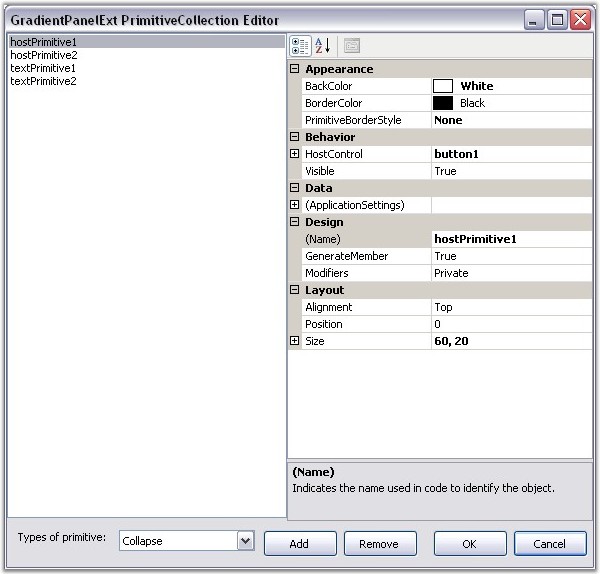 GradientPanelExt PrimitiveCollection Editor
hostPrimitive1
hostPrimitive2
textPrimitive1
textPrimitive2
Appearance
BackColor White
BorderColor Black
PrimitiveBorderStyle None
Behavior
HostControl button1
Visible True
Data
(ApplicationSettings)
Design
(Name) hostPrimitive1
GenerateMember True
Modifiers Private
Layout
Alignment Top
Position 0
Size 60, 20
(Name)
Indicates the name used in code to identify the object.
Types of primitive: Collapse Add Remove OK Cancel